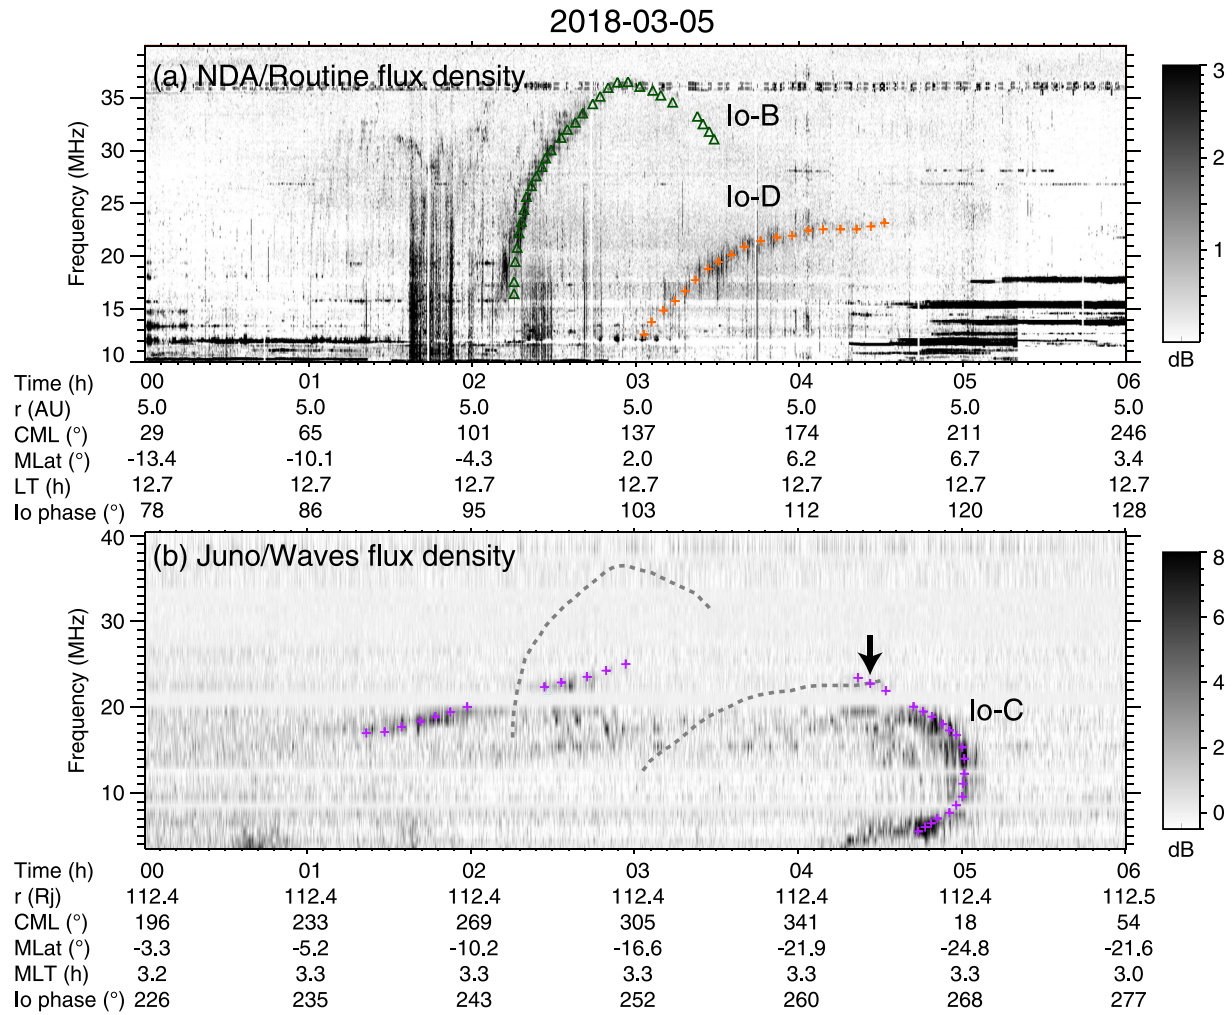 2018-03-05
(a) NDA/Routine flux density
Io-B
Io-D
Frequency (MHz)
35
30
25
20
15
10
3
2
1
dB
Time (h) 00 01 02 03 04 05 06
r (AU) 5.0 5.0 5.0 5.0 5.0 5.0 5.0
CML (°) 29 65 101 137 174 211 246
MLat (°) -13.4 -10.1 -4.3 2.0 6.2 6.7 3.4
LT (h) 12.7 12.7 12.7 12.7 12.7 12.7 12.7
Io phase (°) 78 86 95 103 112 120 128
(b) Juno/Waves flux density
Io-C
Frequency (MHz)
40
30
20
10
8
6
4
2
0
dB
Time (h) 00 01 02 03 04 05 06
r (Rj) 112.4 112.4 112.4 112.4 112.4 112.4 112.5
CML (°) 196 233 269 305 341 18 54
MLat (°) -3.3 -5.2 -10.2 -16.6 -21.9 -24.8 -21.6
MLT (h) 3.2 3.3 3.3 3.3 3.3 3.3 3.0
Io phase (°) 226 235 243 252 260 268 277